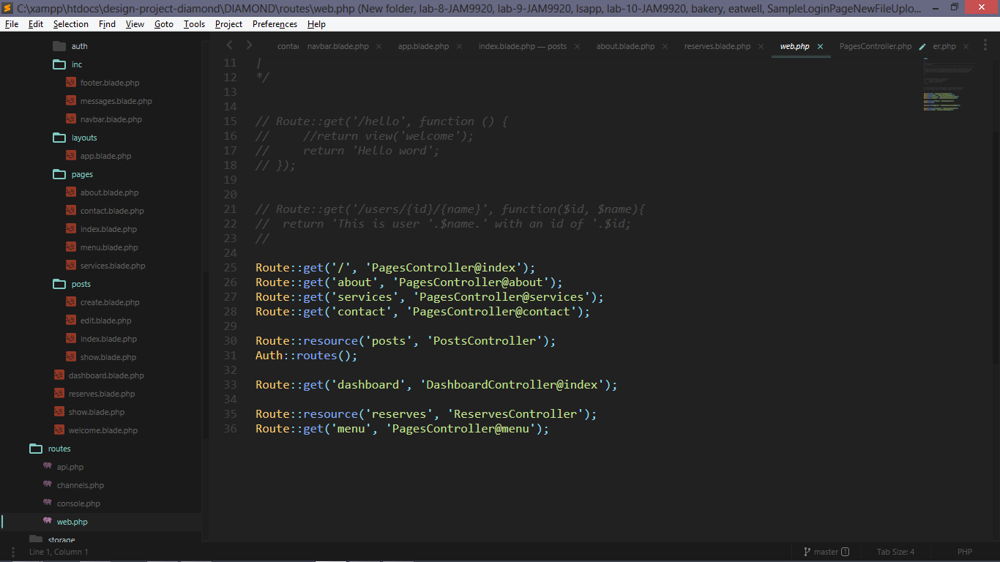 C:\xampp\htdocs\design-project-diamond\DIAMOND\routes\web.php (New folder, lab-8-JAM9920, lab-9-JAM9920, lsapp, lab-10-JAM9920, bakery, eatwell, SampleLoginPageNewFileUplo...
File Edit Selection Find View Goto Tools Project Preferences Help
auth
inc
footer.blade.php
messages.blade.php
navbar.blade.php
layouts
app.blade.php
pages
about.blade.php
contact.blade.php
index.blade.php
menu.blade.php
services.blade.php
posts
create.blade.php
edit.blade.php
index.blade.php
show.blade.php
dashboard.blade.php
reserves.blade.php
show.blade.php
welcome.blade.php
routes
api.php
channels.php
console.php
web.php
storage
contac navbar.blade.php app.blade.php index.blade.php — posts about.blade.php reserves.blade.php web.php PagesController.php er.php
11 |
12 */
13
14
15 // Route::get('/hello', function () {
16 //     //return view('welcome');
17 //     return 'Hello word';
18 // });
19
20
21 // Route::get('/users/{id}/{name}', function($id, $name){
22 //  return 'This is user '.$name.' with an id of '.$id;
23 //
24
25 Route::get('/', 'PagesController@index');
26 Route::get('about', 'PagesController@about');
27 Route::get('services', 'PagesController@services');
28 Route::get('contact', 'PagesController@contact');
29
30 Route::resource('posts', 'PostsController');
31 Auth::routes();
32
33 Route::get('dashboard', 'DashboardController@index');
34
35 Route::resource('reserves', 'ReservesController');
36 Route::get('menu', 'PagesController@menu');
Line 1, Column 1 master 1 Tab Size: 4 PHP